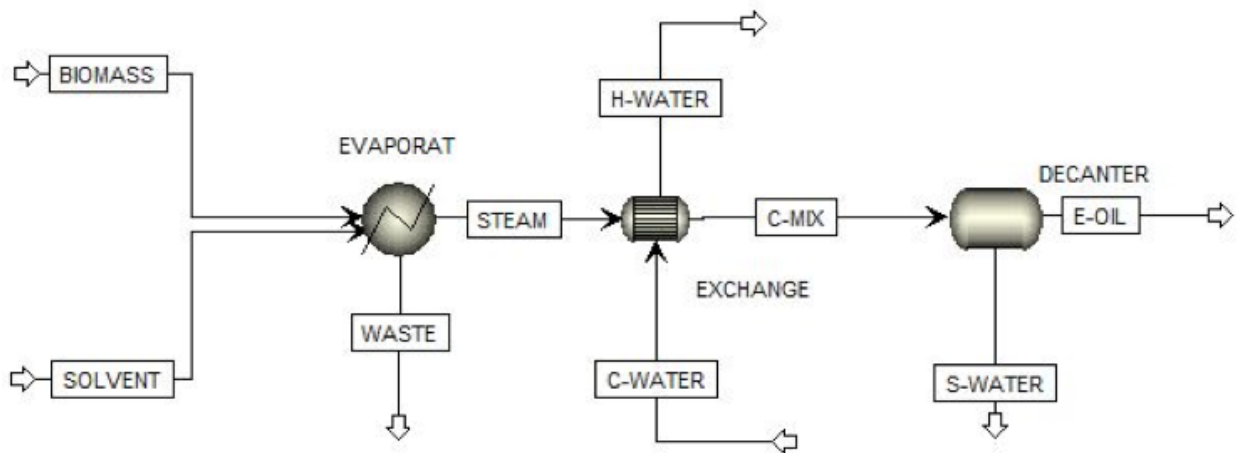 BIOMASS
H-WATER
EVAPORAT
DECANTER
STEAM
C-MIX
E-OIL
EXCHANGE
WASTE
SOLVENT
C-WATER
S-WATER